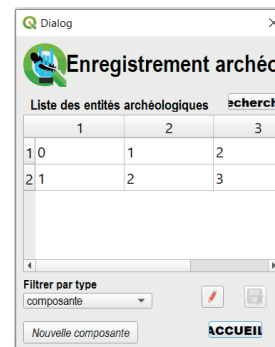 Dialog
Enregistrement archéo
Liste des entités archéologiques
1 2 3
1 0 1 2
2 1 2 3
Filtrer par type
composante
Nouvelle composante
ACCUEIL